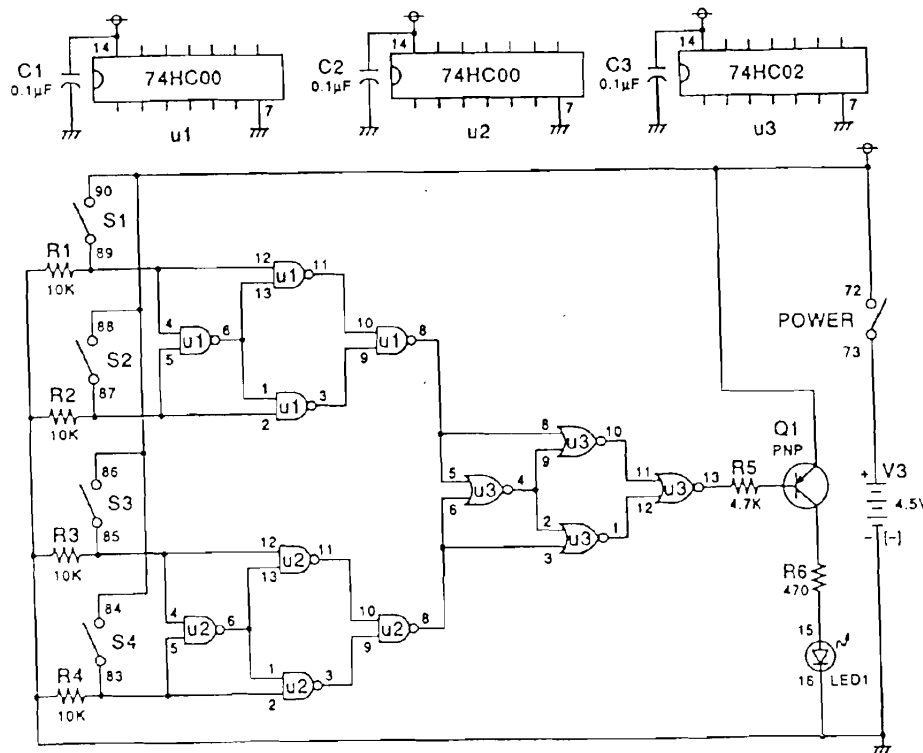 14
C1
0.1µF
74HC00
7
u1
14
C2
0.1µF
74HC00
7
u2
14
C3
0.1µF
74HC02
7
u3
90
S1
89
R1
10K
88
S2
87
R2
10K
86
S3
85
R3
10K
84
S4
83
R4
10K
12
13
u1
11
4
5
u1
6
1
2
u1
3
10
9
u1
8
12
13
u2
11
4
5
u2
6
1
2
u2
3
10
9
u2
8
5
6
u3
4
8
9
u3
10
2
3
u3
1
11
12
u3
13
R5
4.7K
Q1
PNP
R6
470
15
16
LED1
72
POWER
73
+
V3
4.5V
- [-]